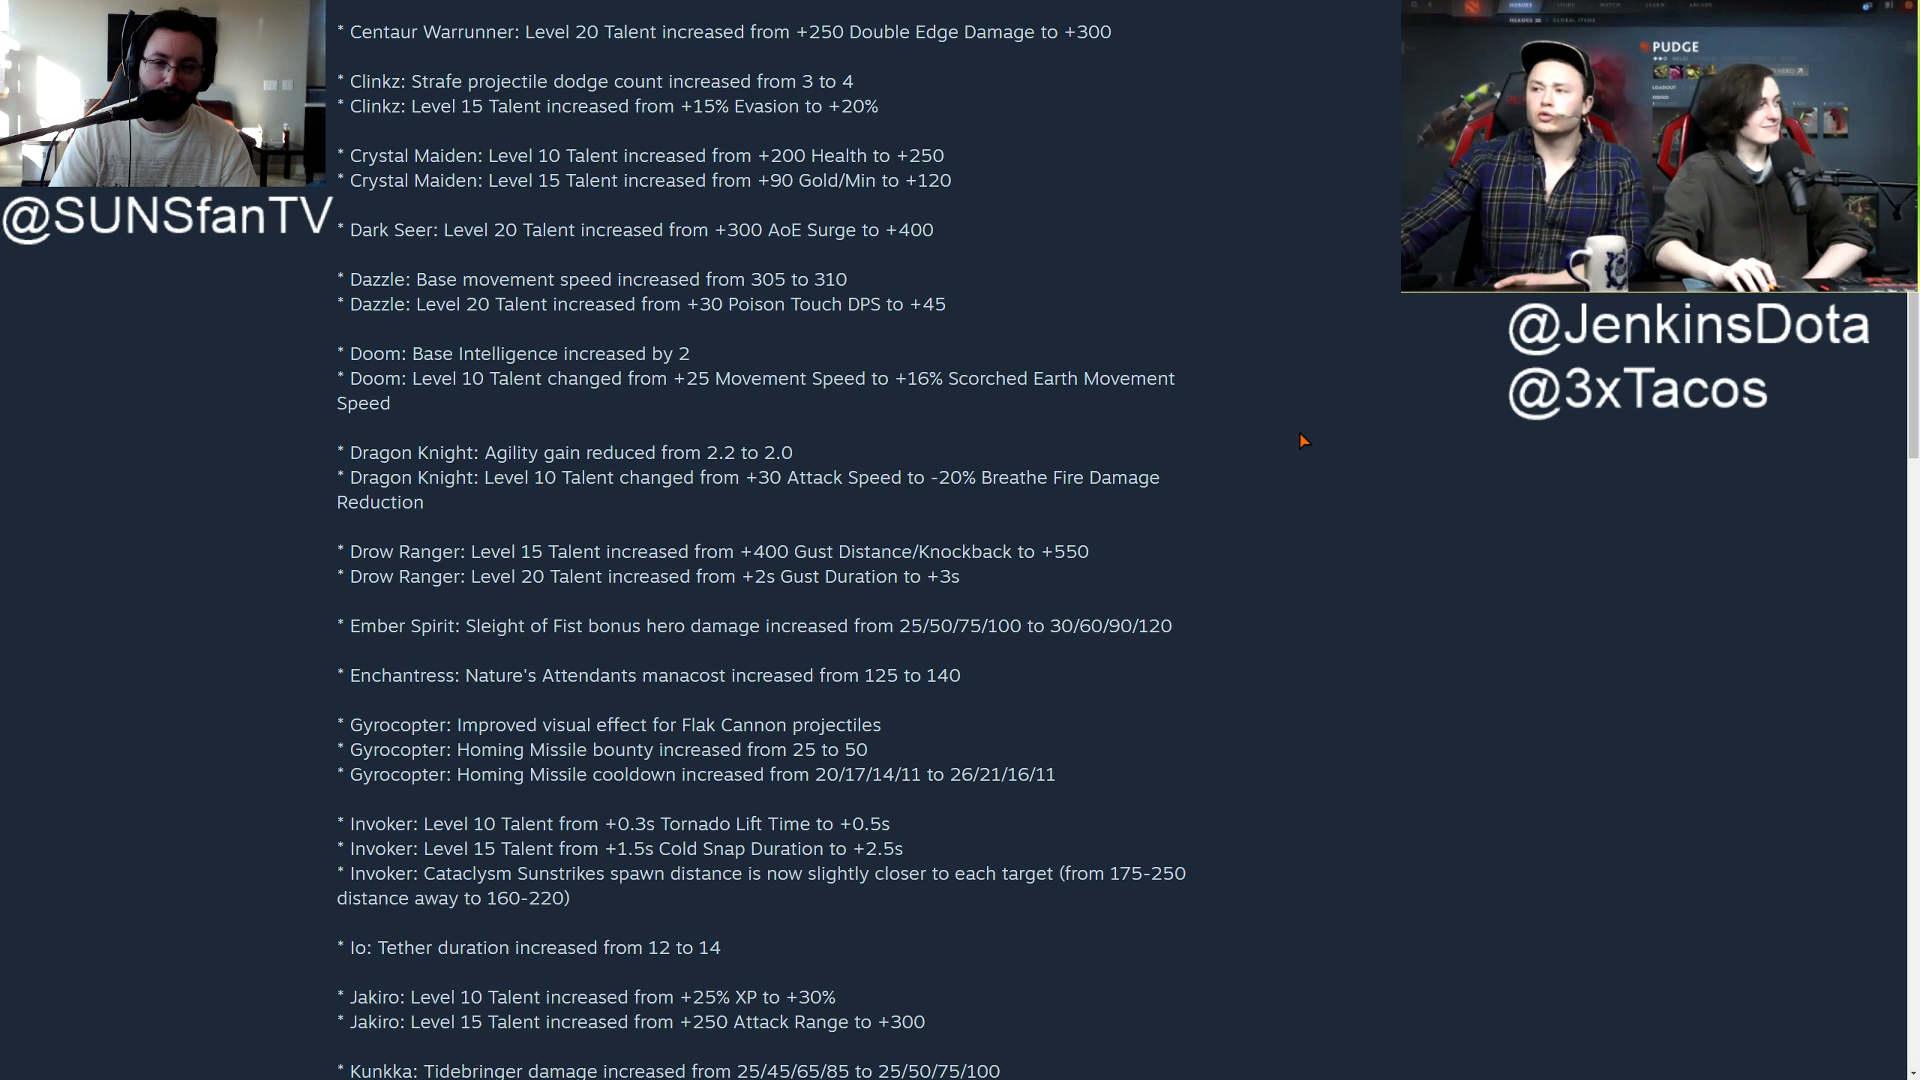 * Centaur Warrunner: Level 20 Talent increased from +250 Double Edge Damage to +300
* Clinkz: Strafe projectile dodge count increased from 3 to 4
* Clinkz: Level 15 Talent increased from +15% Evasion to +20%
* Crystal Maiden: Level 10 Talent increased from +200 Health to +250
* Crystal Maiden: Level 15 Talent increased from +90 Gold/Min to +120
* Dark Seer: Level 20 Talent increased from +300 AoE Surge to +400
* Dazzle: Base movement speed increased from 305 to 310
* Dazzle: Level 20 Talent increased from +30 Poison Touch DPS to +45
* Doom: Base Intelligence increased by 2
* Doom: Level 10 Talent changed from +25 Movement Speed to +16% Scorched Earth Movement
Speed
* Dragon Knight: Agility gain reduced from 2.2 to 2.0
* Dragon Knight: Level 10 Talent changed from +30 Attack Speed to -20% Breathe Fire Damage
Reduction
* Drow Ranger: Level 15 Talent increased from +400 Gust Distance/Knockback to +550
* Drow Ranger: Level 20 Talent increased from +2s Gust Duration to +3s
* Ember Spirit: Sleight of Fist bonus hero damage increased from 25/50/75/100 to 30/60/90/120
* Enchantress: Nature's Attendants manacost increased from 125 to 140
* Gyrocopter: Improved visual effect for Flak Cannon projectiles
* Gyrocopter: Homing Missile bounty increased from 25 to 50
* Gyrocopter: Homing Missile cooldown increased from 20/17/14/11 to 26/21/16/11
* Invoker: Level 10 Talent from +0.3s Tornado Lift Time to +0.5s
* Invoker: Level 15 Talent from +1.5s Cold Snap Duration to +2.5s
* Invoker: Cataclysm Sunstrikes spawn distance is now slightly closer to each target (from 175-250
distance away to 160-220)
* Io: Tether duration increased from 12 to 14
* Jakiro: Level 10 Talent increased from +25% XP to +30%
* Jakiro: Level 15 Talent increased from +250 Attack Range to +300
* Kunkka: Tidebringer damage increased from 25/45/65/85 to 25/50/75/100
@SUNSfanTV
HEROES
GLOBAL ITEMS
PUDGE
@JenkinsDota
@3xTacos